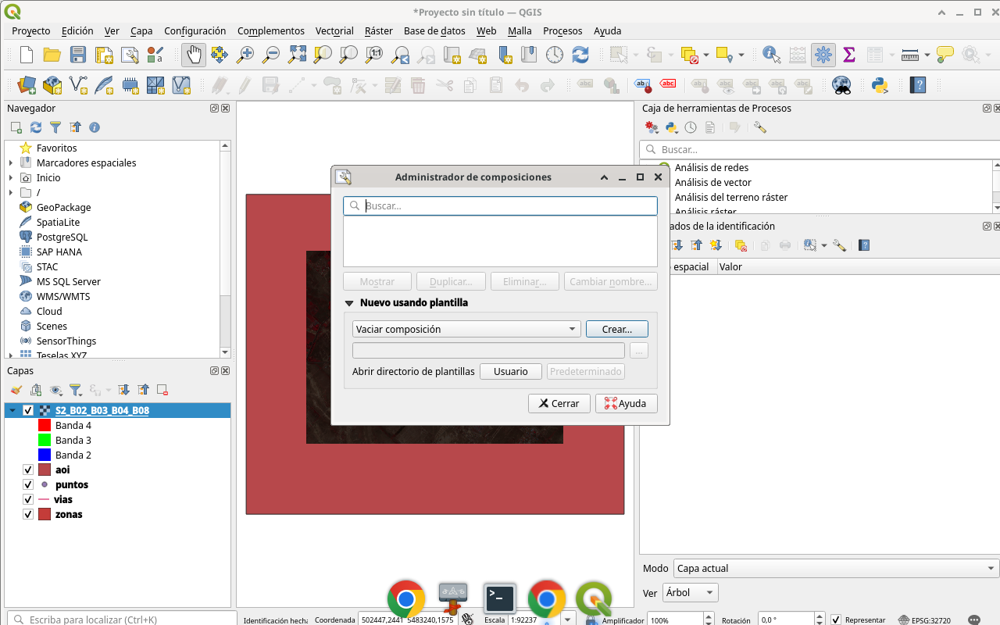 *Proyecto sin título — QGIS
Proyecto Edición Ver Capa Configuración Complementos Vectorial Ráster Base de datos Web Malla Procesos Ayuda
Navegador
Favoritos
Marcadores espaciales
Inicio
/
GeoPackage
SpatiaLite
PostgreSQL
SAP HANA
STAC
MS SQL Server
WMS/WMTS
Cloud
Scenes
SensorThings
Teselas XYZ
Capas
S2_B02_B03_B04_B08
Banda 4
Banda 3
Banda 2
aoi
puntos
vias
zonas
Administrador de composiciones
Buscar...
Mostrar Duplicar... Eliminar... Cambiar nombre...
Nuevo usando plantilla
Vaciar composición Crear...
...
Abrir directorio de plantillas Usuario Predeterminado
Cerrar Ayuda
Caja de herramientas de Procesos
Buscar...
Análisis de redes
Análisis de vector
Análisis del terreno ráster
Análisis ráster
ados de la identificación
espacial Valor
Modo Capa actual
Ver Árbol
Escriba para localizar (Ctrl+K) Identificación hecha Coordenada 502447,2441 5483240,1575 Escala 1:92237 Amplificador 100% Rotación 0,0 ° Representar EPSG:32720